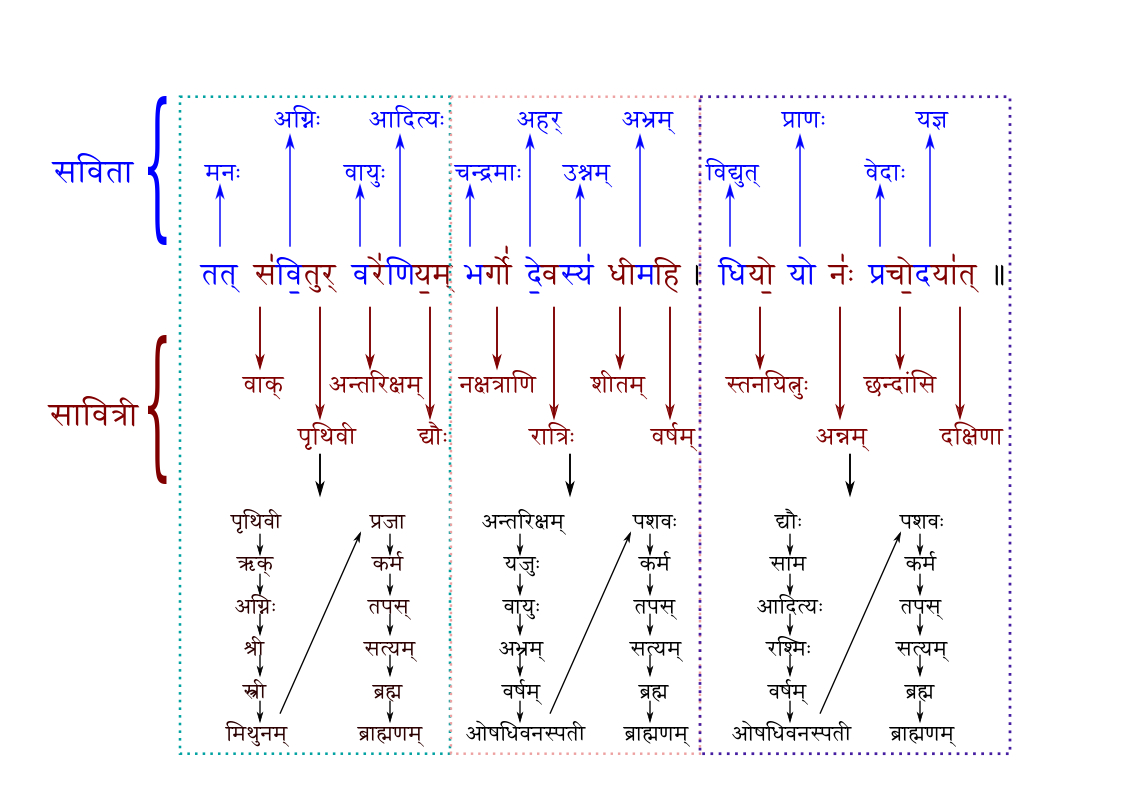 अग्निः आदित्यः अहर् अभ्रम् प्राणः यज्ञ
सविता मनः वायुः चन्द्रमाः उश्नम् विद्युत् वेदाः
तत् स॑वि॒तुर् वरे॑णिय॒म् भर्गो॑ दे॒वस्य॑ धीमहि । धियो॒ यो न॑ः प्रचो॒दया॑त् ॥
वाक् अन्तरिक्षम् नक्षत्राणि शीतम् स्तनयित्नुः छन्दांसि
सावित्री
पृथिवी द्यौः रात्रिः वर्षम् अन्नम् दक्षिणा
पृथिवी प्रजा अन्तरिक्षम् पशवः द्यौः पशवः
ऋक् कर्म यजुः कर्म साम कर्म
अग्निः तपस् वायुः तपस् आदित्यः तपस्
श्री सत्यम् अभ्रम् सत्यम् रश्मिः सत्यम्
स्त्री ब्रह्म वर्षम् ब्रह्म वर्षम् ब्रह्म
मिथुनम् ब्राह्मणम् ओषधिवनस्पती ब्राह्मणम् ओषधिवनस्पती ब्राह्मणम्